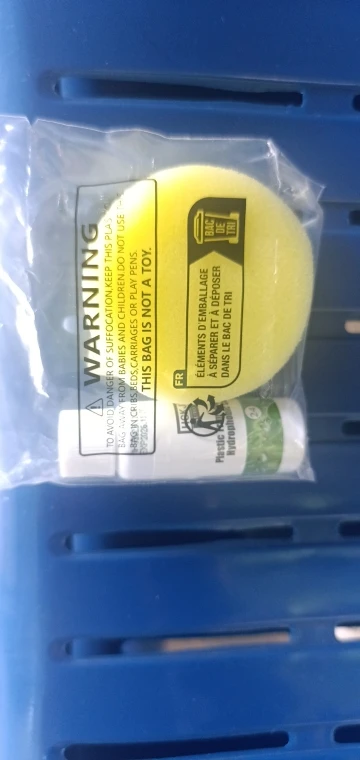 ⚠ WARNING
TO AVOID DANGER OF SUFFOCATION,KEEP THIS PLASTIC
BAG AWAY FROM BABIES AND CHILDREN DO NOT USE THIS
BAG IN CRIBS,BEDS,CARRIAGES OR PLAY PENS.
THIS BAG IS NOT A TOY.
FR
ÉLÉMENTS D'EMBALLAGE
À SÉPARER ET À DÉPOSER
DANS LE BAC DE TRI
BAC
DE
TRI
Plastic